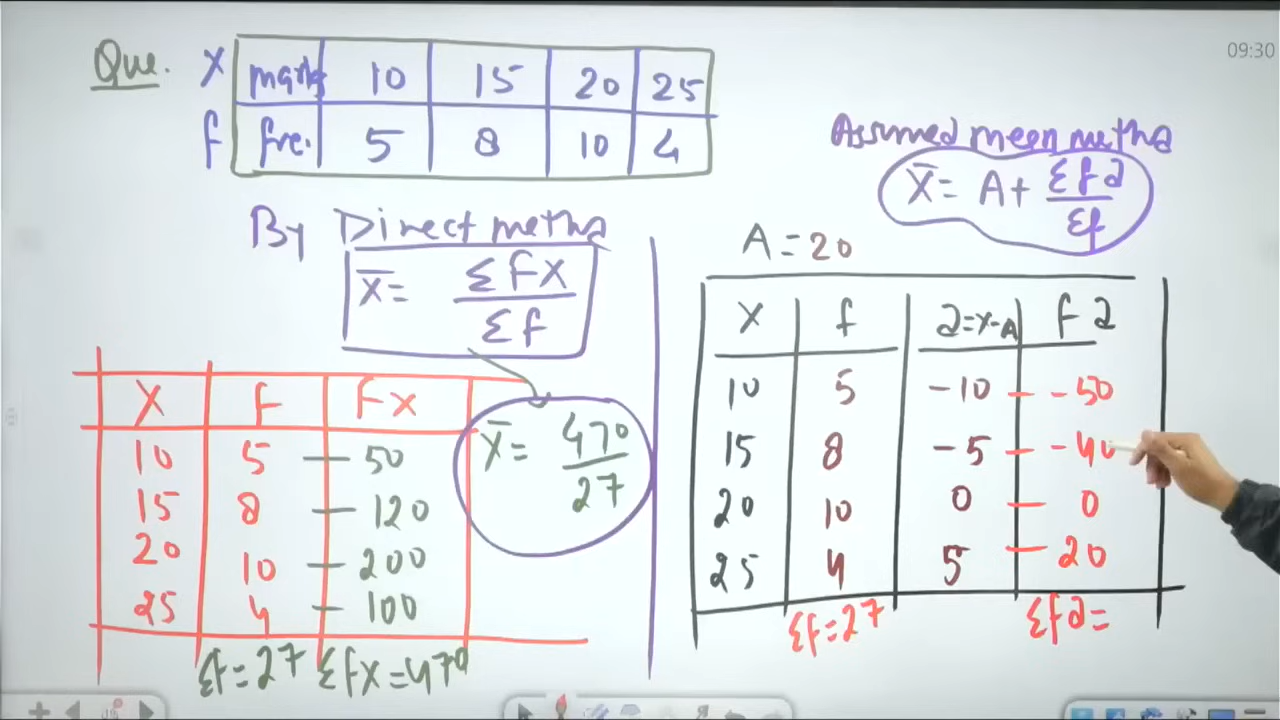 09:30
Que. X mark 10 15 20 25
f fre. 5 8 10 4
By Direct metho
x̄ = ΣfX / Σf
X f Fx
10 5 50
15 8 120
20 10 200
25 4 100
Σf=27 Σfx=470
x̄ = 470 / 27
Assumed mean metho
x̄ = A+ Σfd / Σf
A = 20
X f d=x-A fd
10 5 -10 -50
15 8 -5 -40
20 10 0 0
25 4 5 20
Σf=27 Σfd=